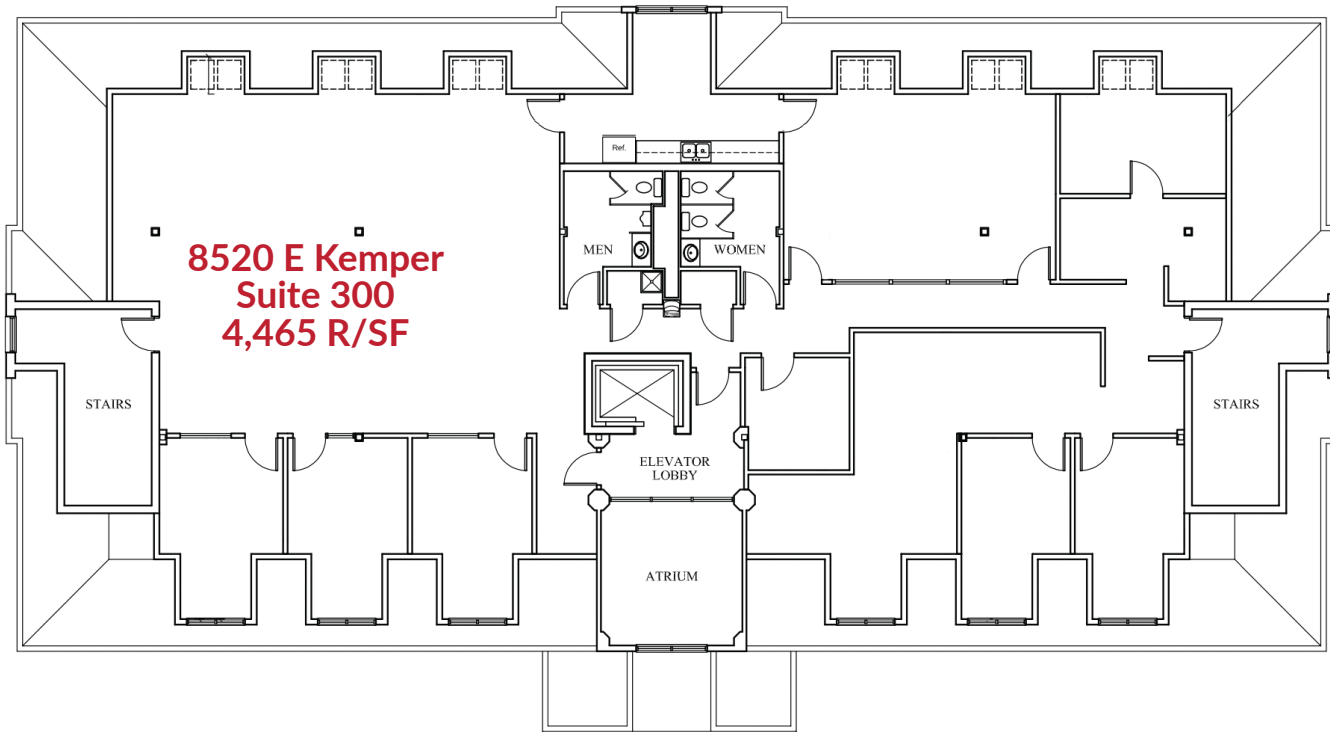 Ref.
MEN
WOMEN
8520 E Kemper
Suite 300
4,465 R/SF
STAIRS
STAIRS
ELEVATOR
LOBBY
ATRIUM